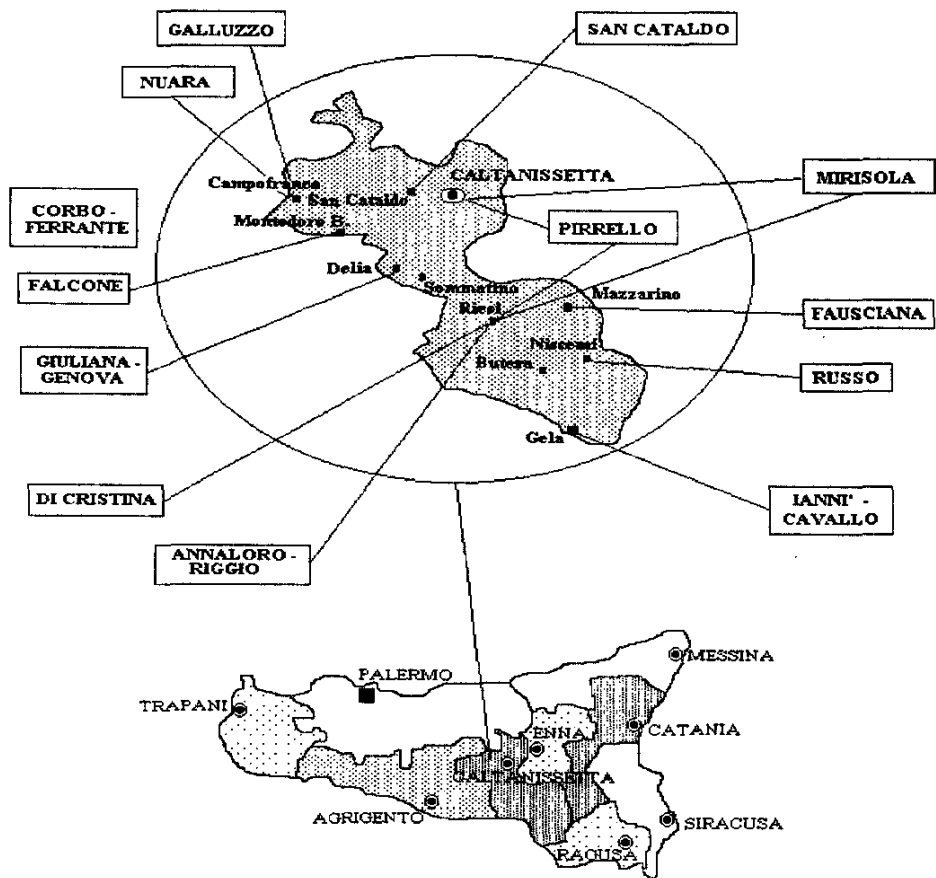 GALLUZZO
SAN CATALDO
NUARA
CALTANISSETTA
MIRISOLA
Campofranco
San Cataldo
CORBO -
FERRANTE
Montedoro B
PIRRELLO
FALCONE
Delia
Sommatino
Mazzarino
Riesi
FAUSCIANA
GIULIANA -
GENOVA
Niscemi
Butera
RUSSO
Gela
DI CRISTINA
IANNI' -
CAVALLO
ANNALORO -
RIGGIO
MESSINA
PALERMO
TRAPANI
CATANIA
ENNA
CALTANISSETTA
AGRIGENTO
SIRACUSA
RAGUSA